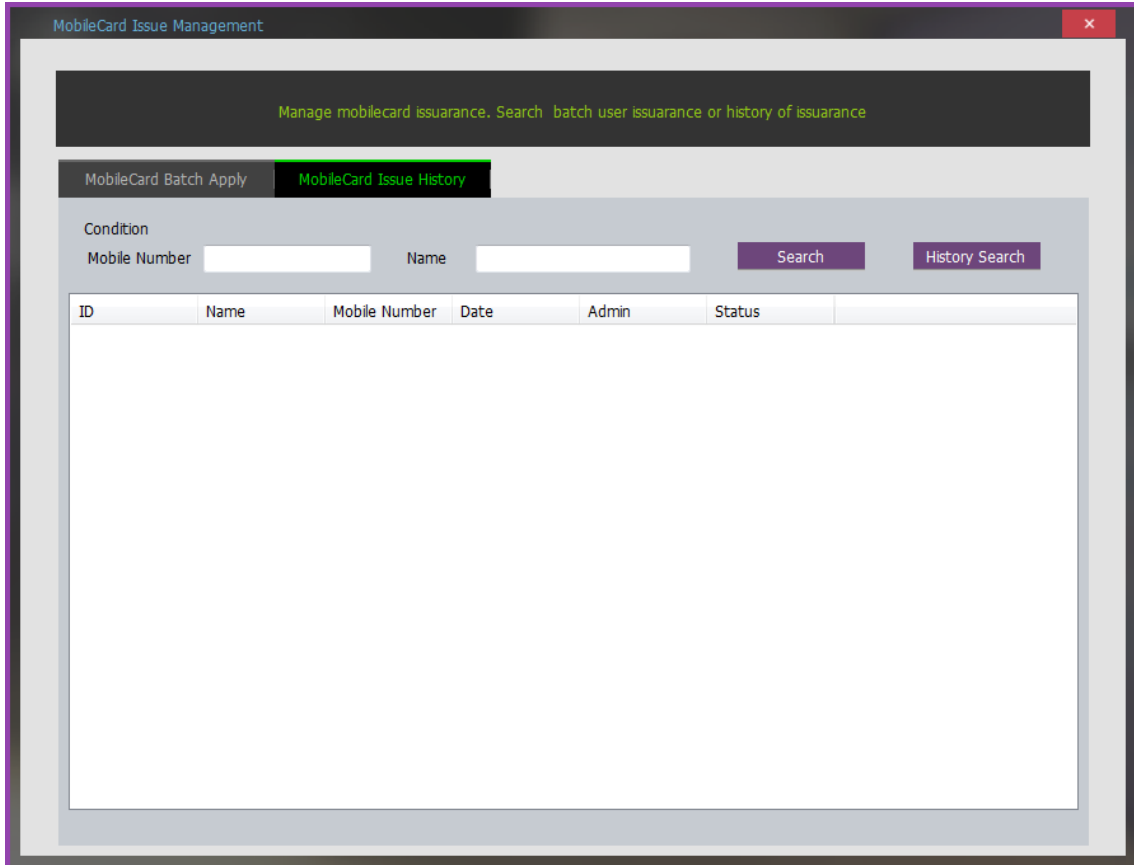 MobileCard Issue Management
Manage mobilecard issuarance. Search batch user issuarance or history of issuarance
MobileCard Batch Apply MobileCard Issue History
Condition
Mobile Number Name Search History Search
ID Name Mobile Number Date Admin Status